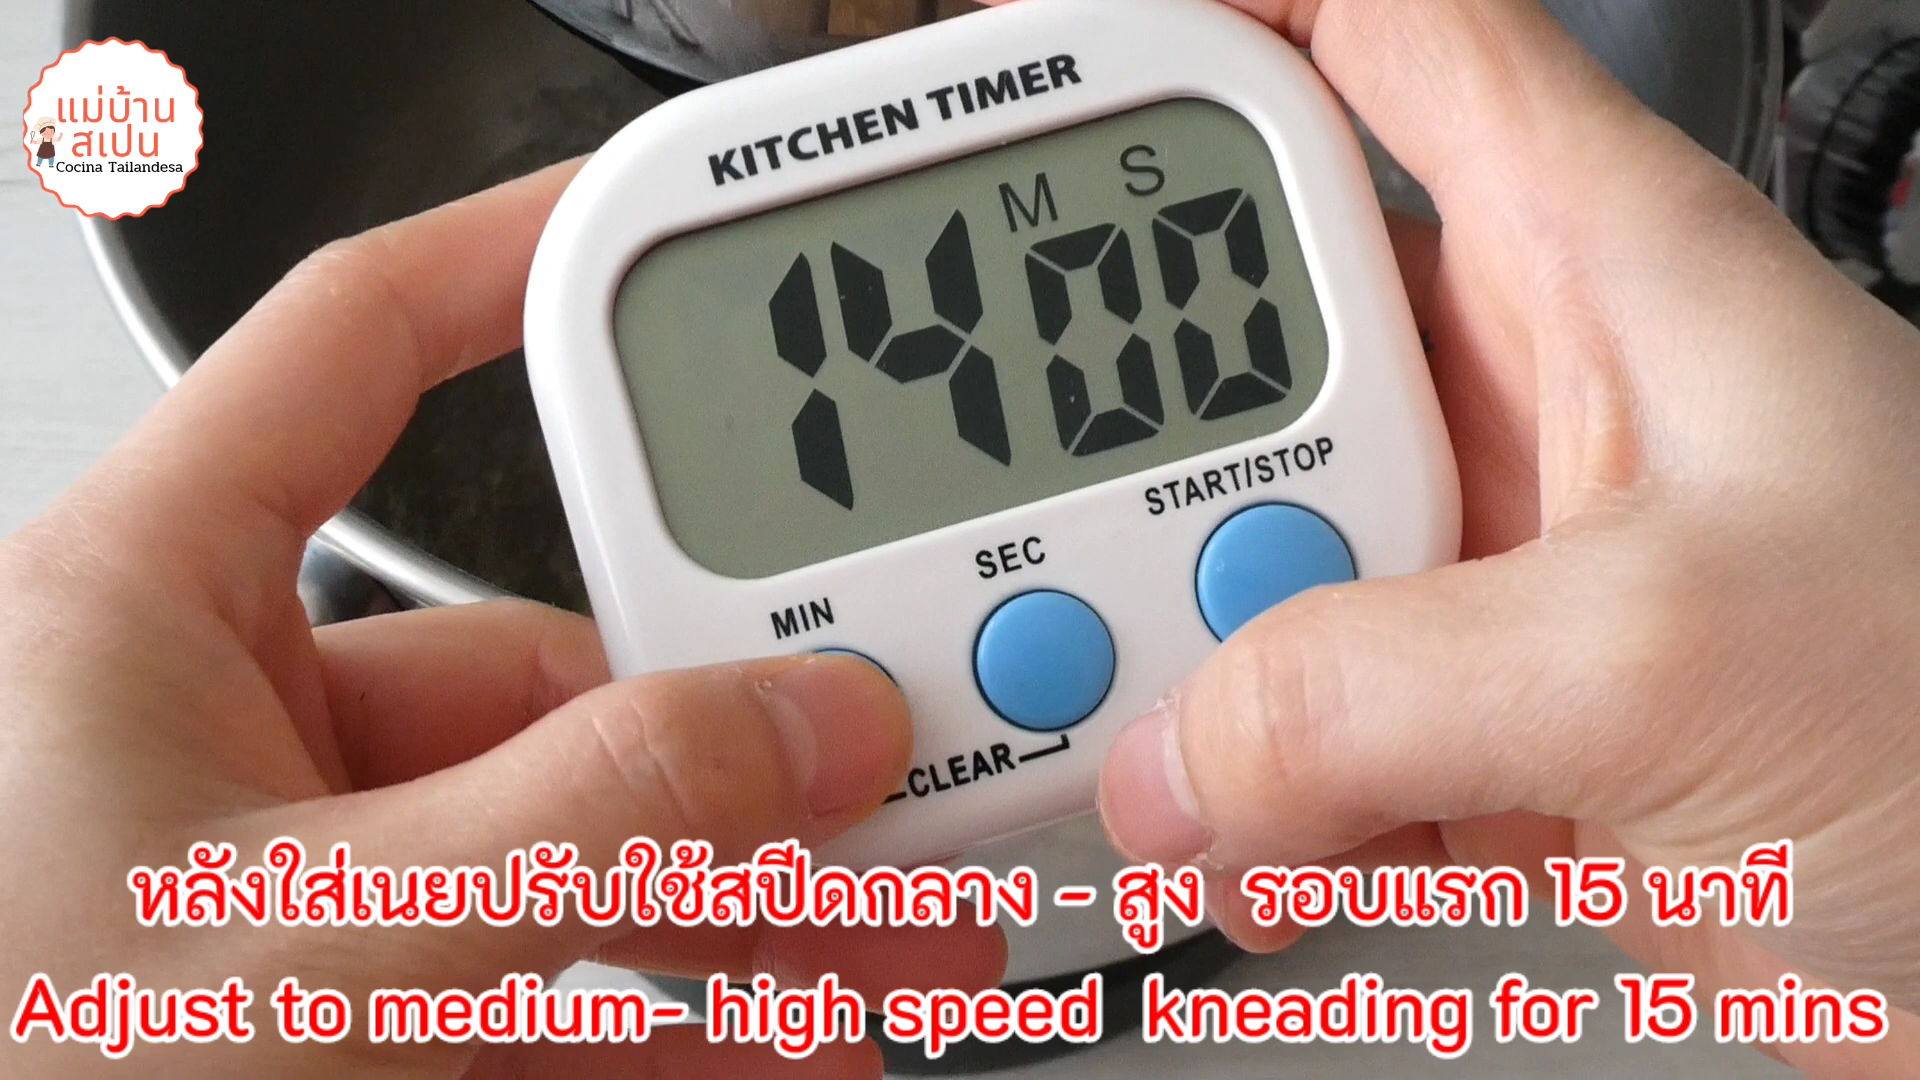 แม่บ้าน
สเปน
Cocina Tailandesa
KITCHEN TIMER
M S
14 00
START/STOP
SEC
MIN
CLEAR
หลังใส่เนยปรับใช้สปีดกลาง - สูง รอบแรก 15 นาที
Adjust to medium- high speed kneading for 15 mins